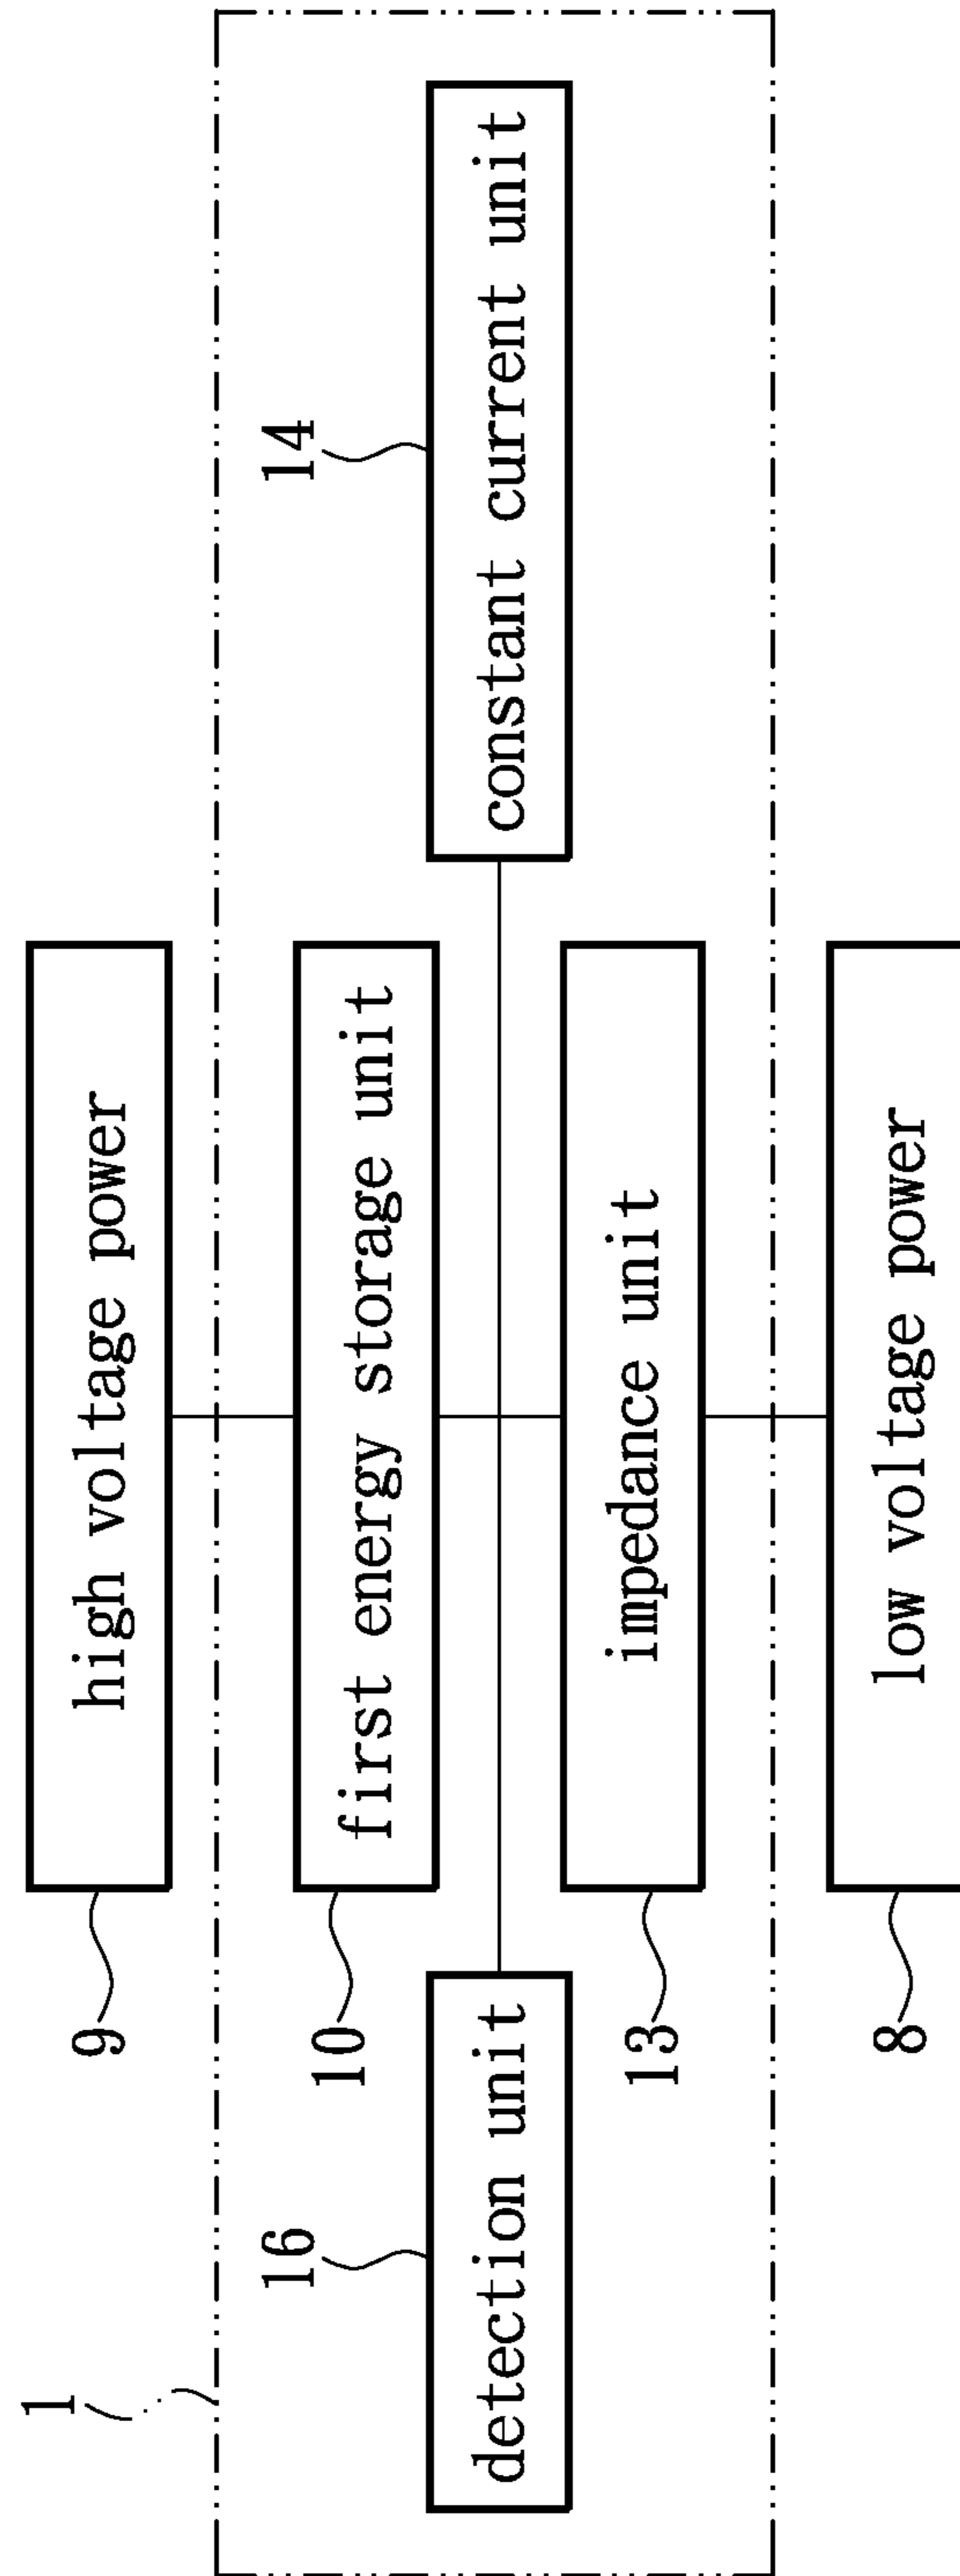 1
9
high voltage power
16
14
10
first energy storage unit
detection unit
constant current unit
13
impedance unit
8
low voltage power